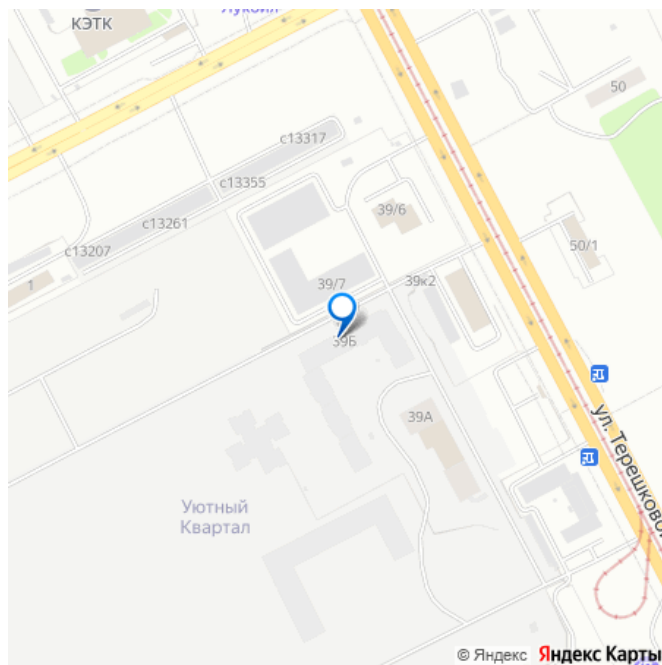 Лукойл
КЭТК
50
с13317
с13355
39/6
с13261
50/1
с13207
39/7
39к2
1
39Б
39А
ул. Терешковой
Уютный
Квартал
© Яндекс Яндекс Карты